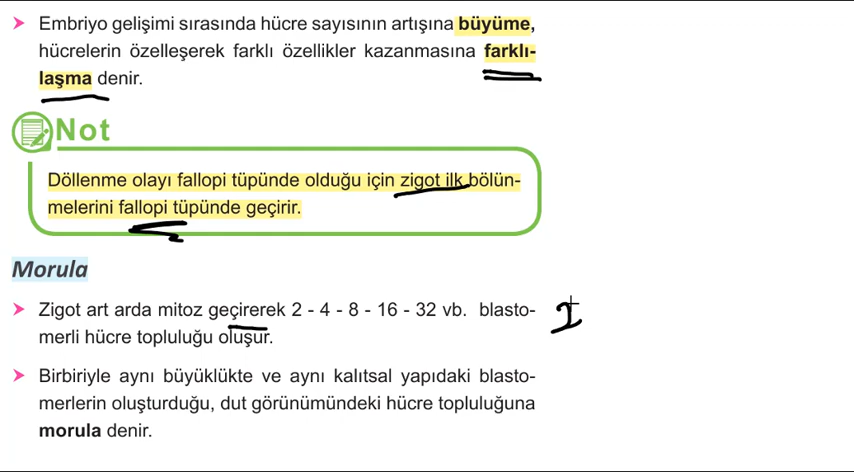 Embriyo gelişimi sırasında hücre sayısının artışına büyüme,
hücrelerin özelleşerek farklı özellikler kazanmasına farklı-
laşma denir.
Not
Döllenme olayı fallopi tüpünde olduğu için zigot ilk bölün-
melerini fallopi tüpünde geçirir.
Morula
Zigot art arda mitoz geçirerek 2 - 4 - 8 - 16 - 32 vb. blasto-
merli hücre topluluğu oluşur.
Birbiriyle aynı büyüklükte ve aynı kalıtsal yapıdaki blasto-
merlerin oluşturduğu, dut görünümündeki hücre topluluğuna
morula denir.